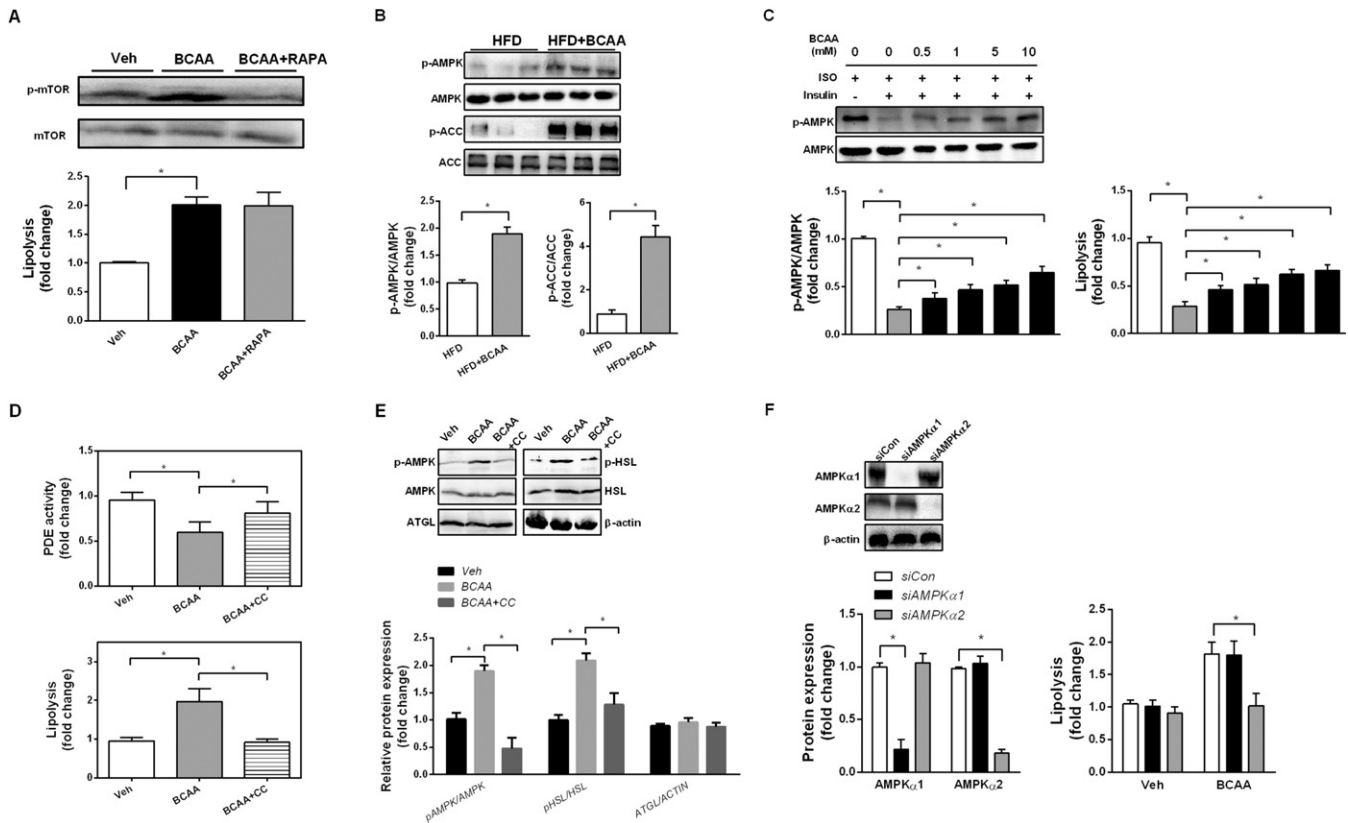 A
Veh BCAA BCAA+RAPA
p-mTOR
mTOR
Lipolysis
(fold change)
2.5
2.0
1.5
1.0
0.5
0.0
*
Veh BCAA BCAA+RAPA
B
HFD HFD+BCAA
p-AMPK
AMPK
p-ACC
ACC
p-AMPK/AMPK
(fold change)
2.5
2.0
1.5
1.0
0.5
0.0
*
HFD HFD+BCAA
p-ACC/ACC
(fold change)
6
4
2
0
*
HFD HFD+BCAA
C
BCAA
(mM) 0 0 0.5 1 5 10
ISO + + + + + +
Insulin - + + + + +
p-AMPK
AMPK
p-AMPK/AMPK
(fold change)
1.5
1.0
0.5
0.0
* * * * *
Lipolysis
(fold change)
1.5
1.0
0.5
0.0
* * * * *
D
PDE activity
(fold change)
1.5
1.0
0.5
0.0
* *
Veh BCAA BCAA+CC
Lipolysis
(fold change)
3
2
1
0
* *
Veh BCAA BCAA+CC
E
Veh BCAA BCAA+CC Veh BCAA BCAA+CC
p-AMPK p-HSL
AMPK HSL
ATGL β-actin
Veh
BCAA
BCAA+CC
Relative protein expression
(fold change)
2.5
2.0
1.5
1.0
0.5
0.0
* * * *
pAMPK/AMPK pHSL/HSL ATGL/ACTIN
F
siCon siAMPKα1 siAMPKα2
AMPKα1
AMPKα2
β-actin
siCon
siAMPKα1
siAMPKα2
Protein expression
(fold change)
1.5
1.0
0.5
0.0
* *
AMPKα1 AMPKα2
Lipolysis
(fold change)
2.5
2.0
1.5
1.0
0.5
0.0
*
Veh BCAA